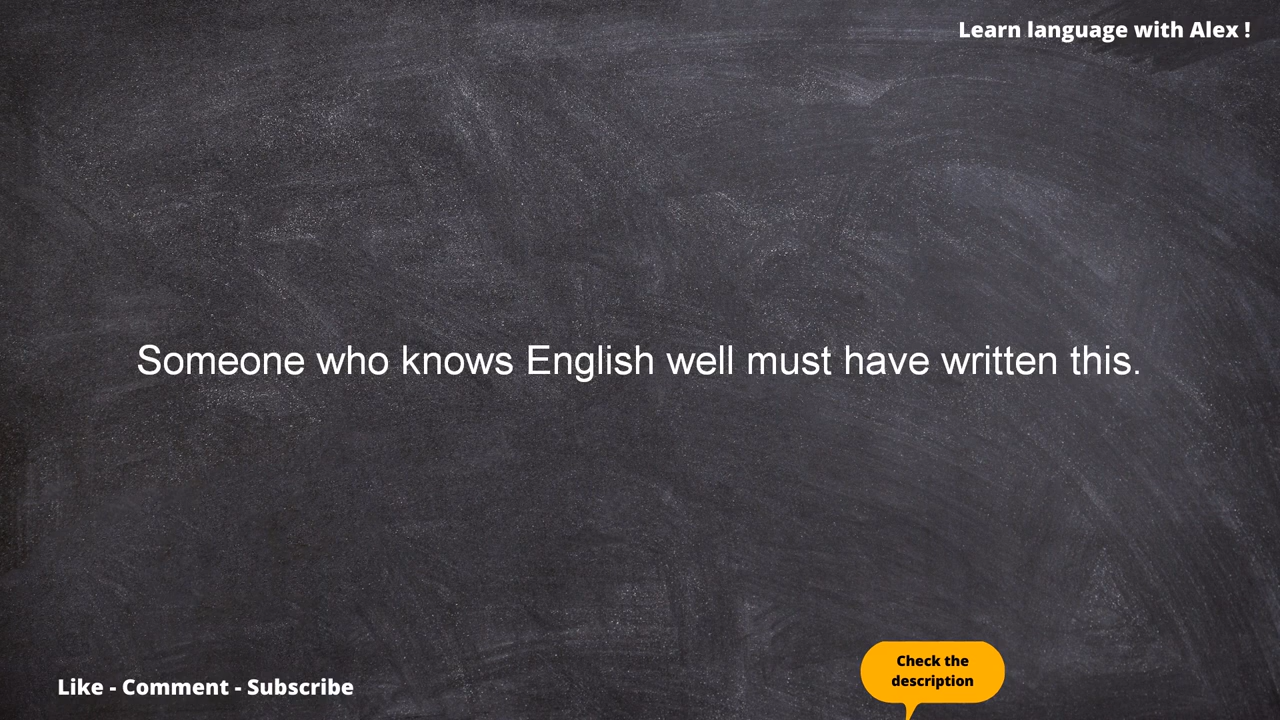 Learn language with Alex !
Someone who knows English well must have written this.
Check the
description
Like - Comment - Subscribe